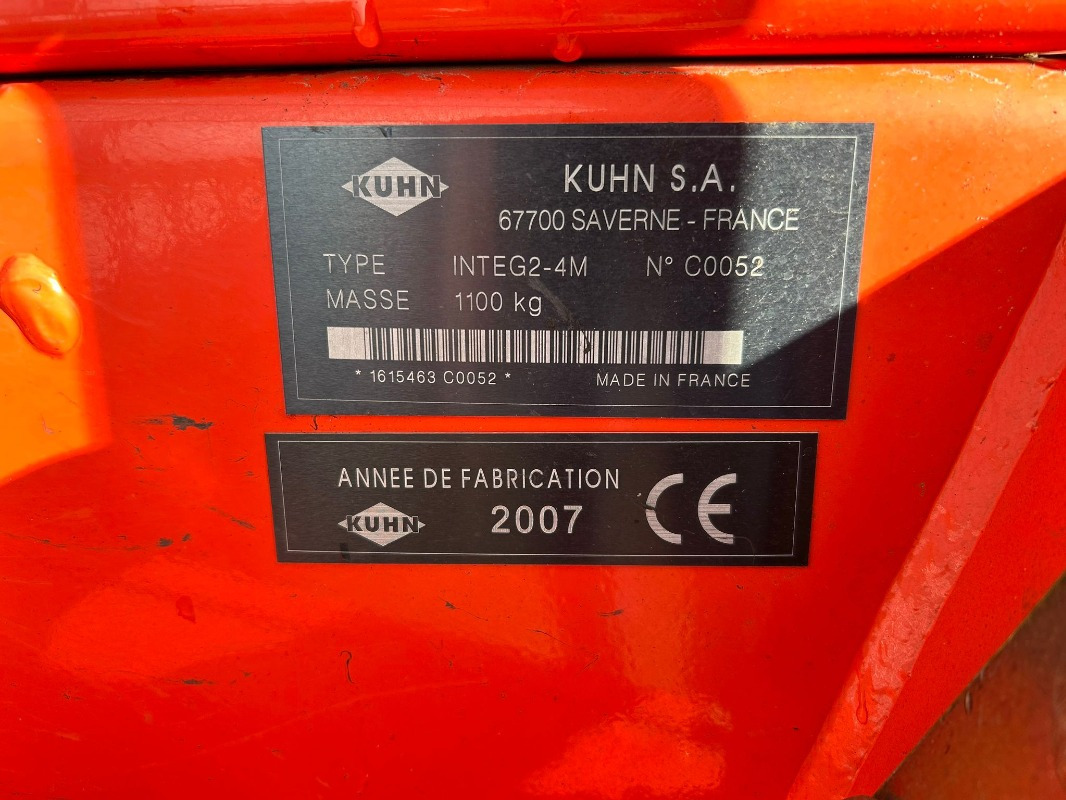 KUHN
KUHN S.A.
67700 SAVERNE - FRANCE
TYPE INTEG2-4M N° C0052
MASSE 1100 kg
* 1615463 C0052 * MADE IN FRANCE
ANNEE DE FABRICATION
KUHN 2007 CE